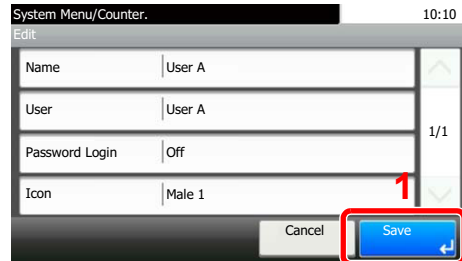 System Menu/Counter. 10:10
Edit
Name User A
User User A
1/1
Password Login Off
Icon Male 1
1
Cancel Save